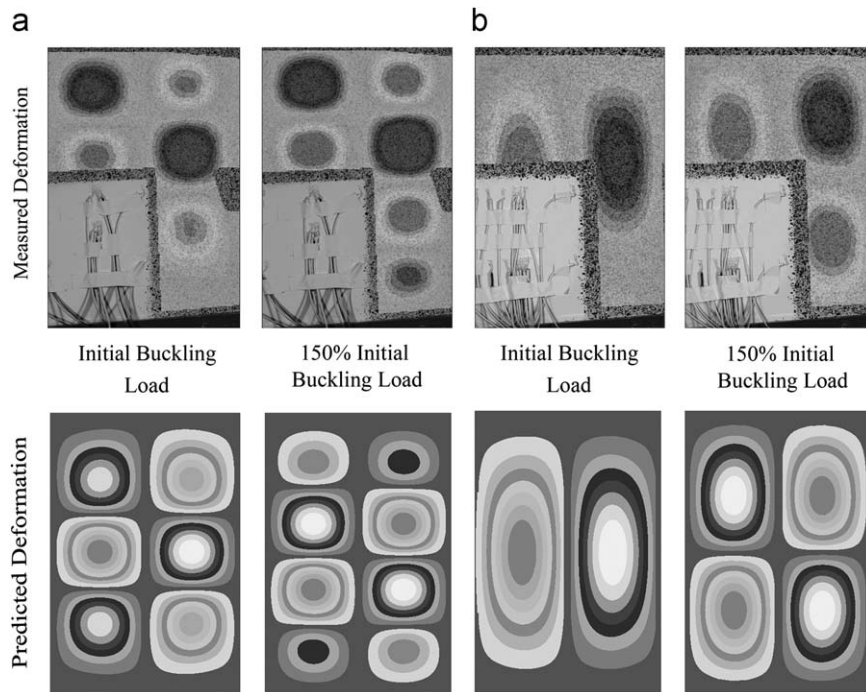 a
b
Measured Deformation
Initial Buckling
Load
150% Initial
Buckling Load
Initial Buckling
Load
150% Initial
Buckling Load
Predicted Deformation